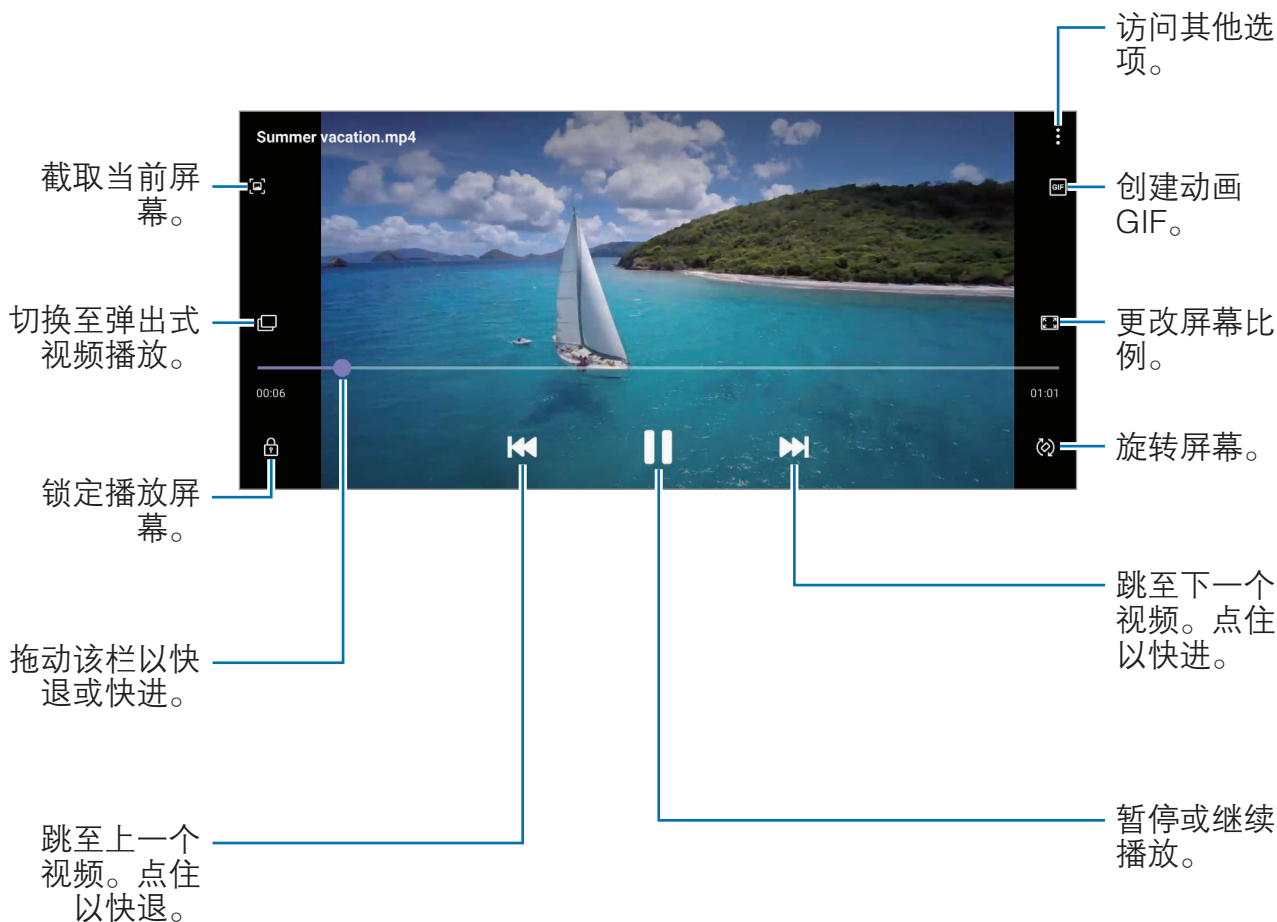 访问其他选
项。
Summer vacation.mp4
截取当前屏
幕。
GIF
创建动画
GIF。
切换至弹出式
视频播放。
更改屏幕比
例。
00:06
01:01
锁定播放屏
幕。
旋转屏幕。
拖动该栏以快
退或快进。
跳至下一个
视频。点住
以快进。
跳至上一个
视频。点住
以快退。
暂停或继续
播放。